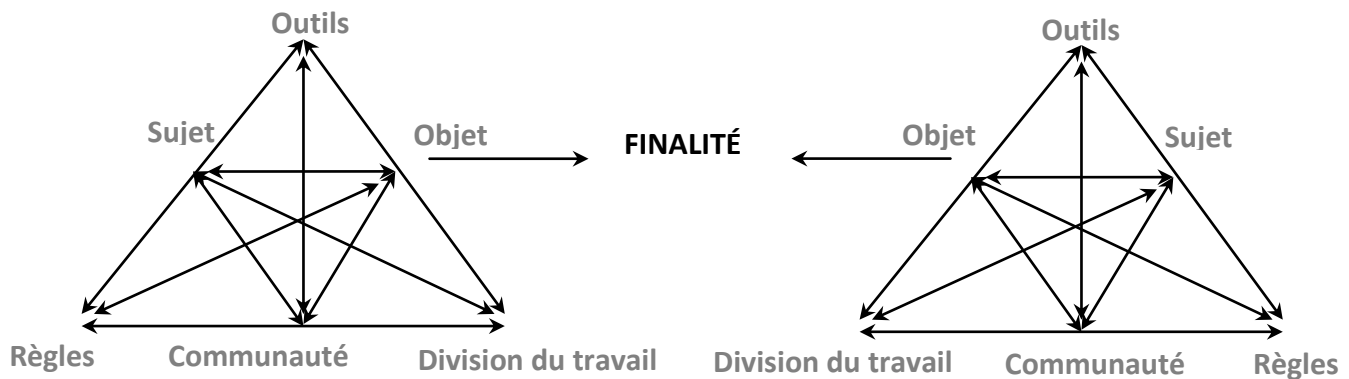 Outils
Outils
Sujet
Objet
FINALITÉ
Objet
Sujet
Règles
Communauté
Division du travail
Division du travail
Communauté
Règles